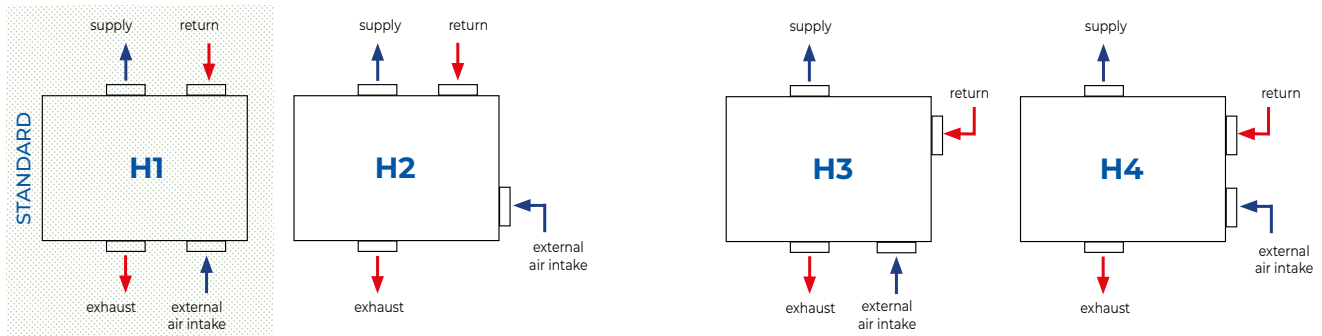 STANDARD
supply
return
H1
exhaust
external
air intake
supply
return
H2
external
air intake
exhaust
supply
return
H3
exhaust
external
air intake
supply
return
H4
external
air intake
exhaust